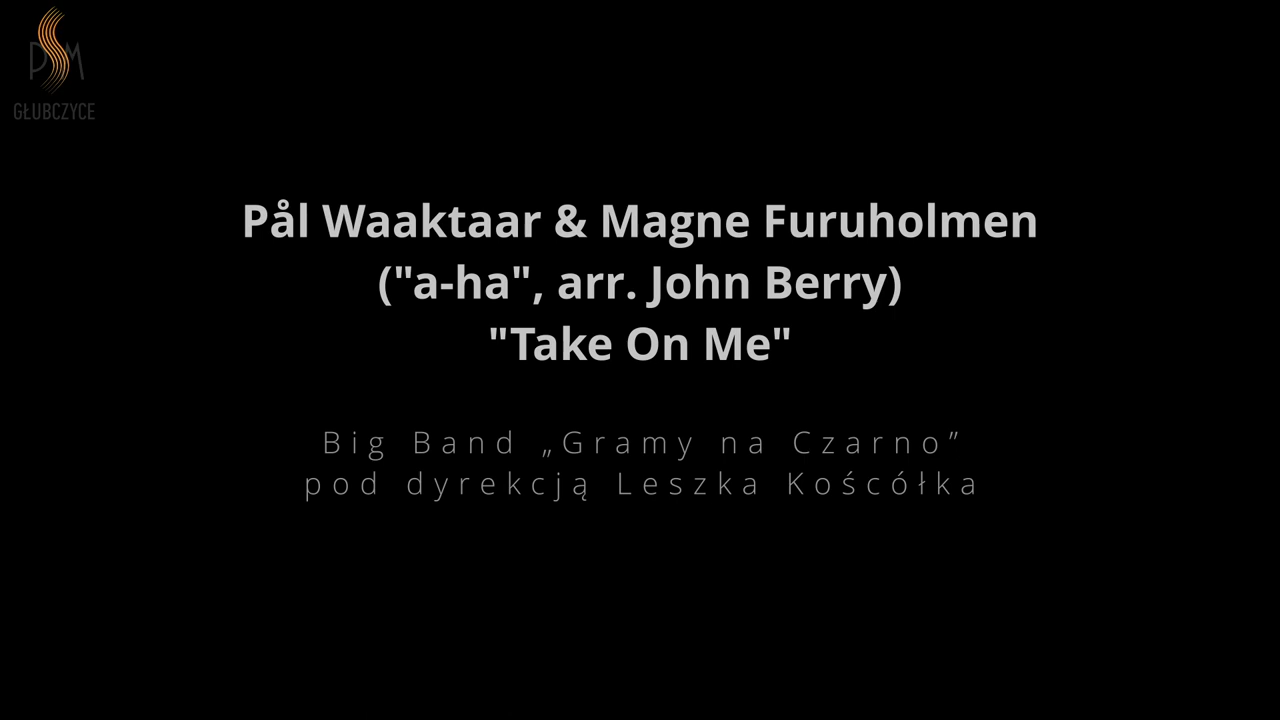 PSM
GŁUBCZYCE
Pål Waaktaar & Magne Furuholmen
("a-ha", arr. John Berry)
"Take On Me"
Big Band „Gramy na Czarno”
pod dyrekcją Leszka Kośćółka